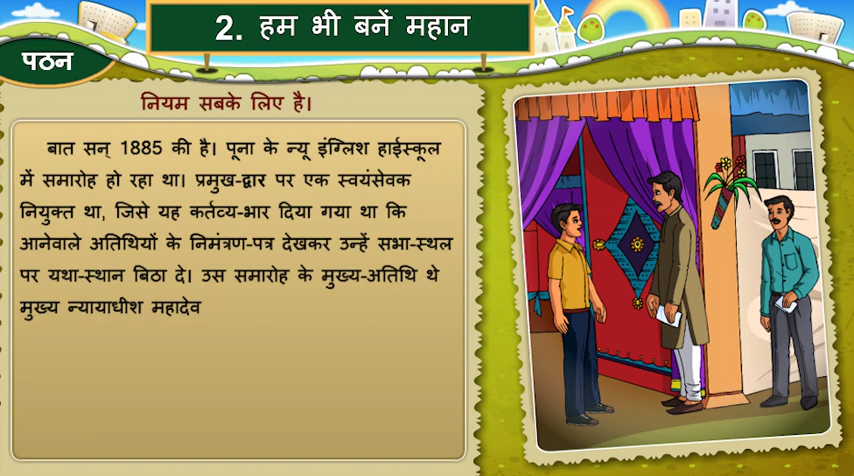 2. हम भी बनें महान
पठन
नियम सबके लिए है।
बात सन् 1885 की है। पूना के न्यू इंग्लिश हाईस्कूल
में समारोह हो रहा था। प्रमुख-द्वार पर एक स्वयंसेवक
नियुक्त था, जिसे यह कर्तव्य-भार दिया गया था कि
आनेवाले अतिथियों के निमंत्रण-पत्र देखकर उन्हें सभा-स्थल
पर यथा-स्थान बिठा दे। उस समारोह के मुख्य-अतिथि थे
मुख्य न्यायाधीश महादेव